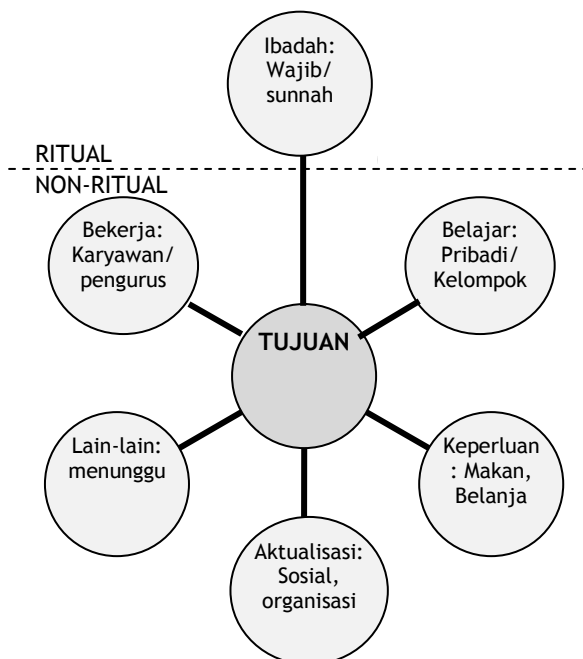 Ibadah:
Wajib/
sunnah
RITUAL
NON-RITUAL
Bekerja:
Karyawan/
pengurus
Belajar:
Pribadi/
Kelompok
TUJUAN
Lain-lain:
menunggu
Keperluan
: Makan,
Belanja
Aktualisasi:
Sosial,
organisasi